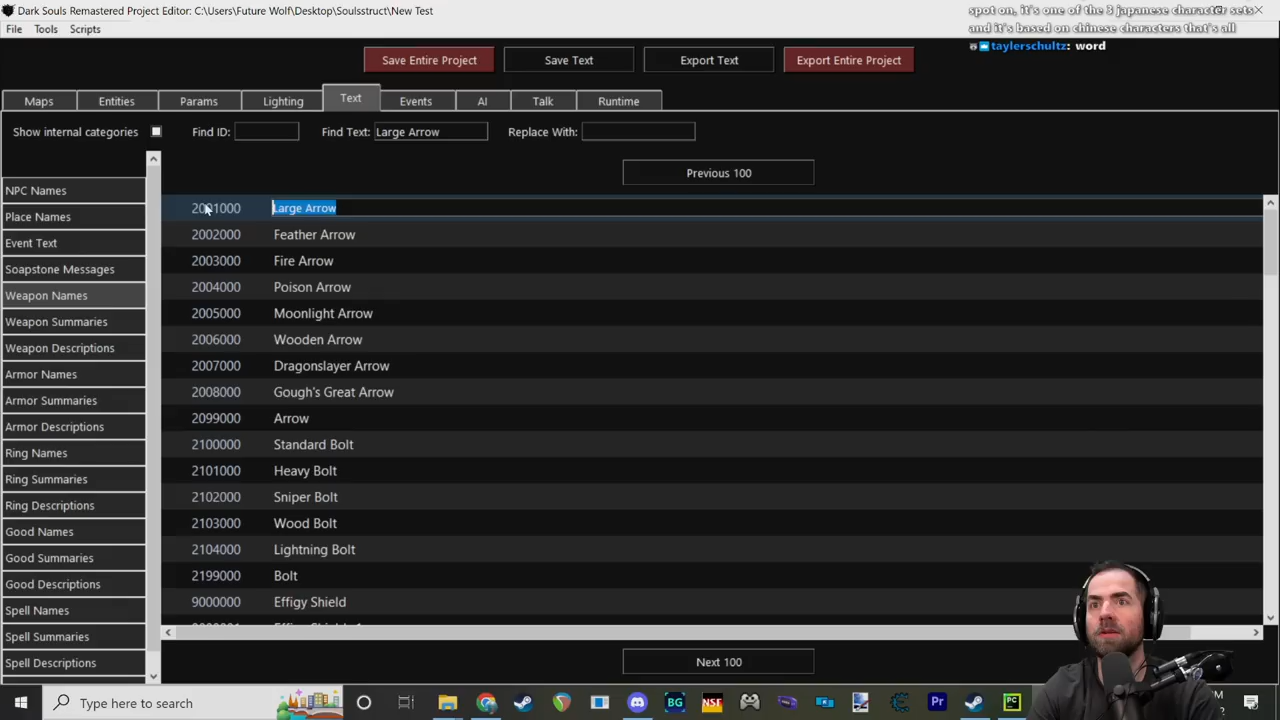 Dark Souls Remastered Project Editor: C:\Users\Future Wolf\Desktop\Soulsstruct\New Test
spot on, it's one of the 3 japanese character sets
and it's based on chinese characters that's all
taylerschultz: word
File Tools Scripts
Save Entire Project Save Text Export Text Export Entire Project
Maps Entities Params Lighting Text Events AI Talk Runtime
Show internal categories Find ID: Find Text: Large Arrow Replace With:
Previous 100
NPC Names
Place Names
Event Text
Soapstone Messages
Weapon Names
Weapon Summaries
Weapon Descriptions
Armor Names
Armor Summaries
Armor Descriptions
Ring Names
Ring Summaries
Ring Descriptions
Good Names
Good Summaries
Good Descriptions
Spell Names
Spell Summaries
Spell Descriptions
2001000 Large Arrow
2002000 Feather Arrow
2003000 Fire Arrow
2004000 Poison Arrow
2005000 Moonlight Arrow
2006000 Wooden Arrow
2007000 Dragonslayer Arrow
2008000 Gough's Great Arrow
2099000 Arrow
2100000 Standard Bolt
2101000 Heavy Bolt
2102000 Sniper Bolt
2103000 Wood Bolt
2104000 Lightning Bolt
2199000 Bolt
9000000 Effigy Shield
Next 100
Type here to search
BG NSF Pr PC